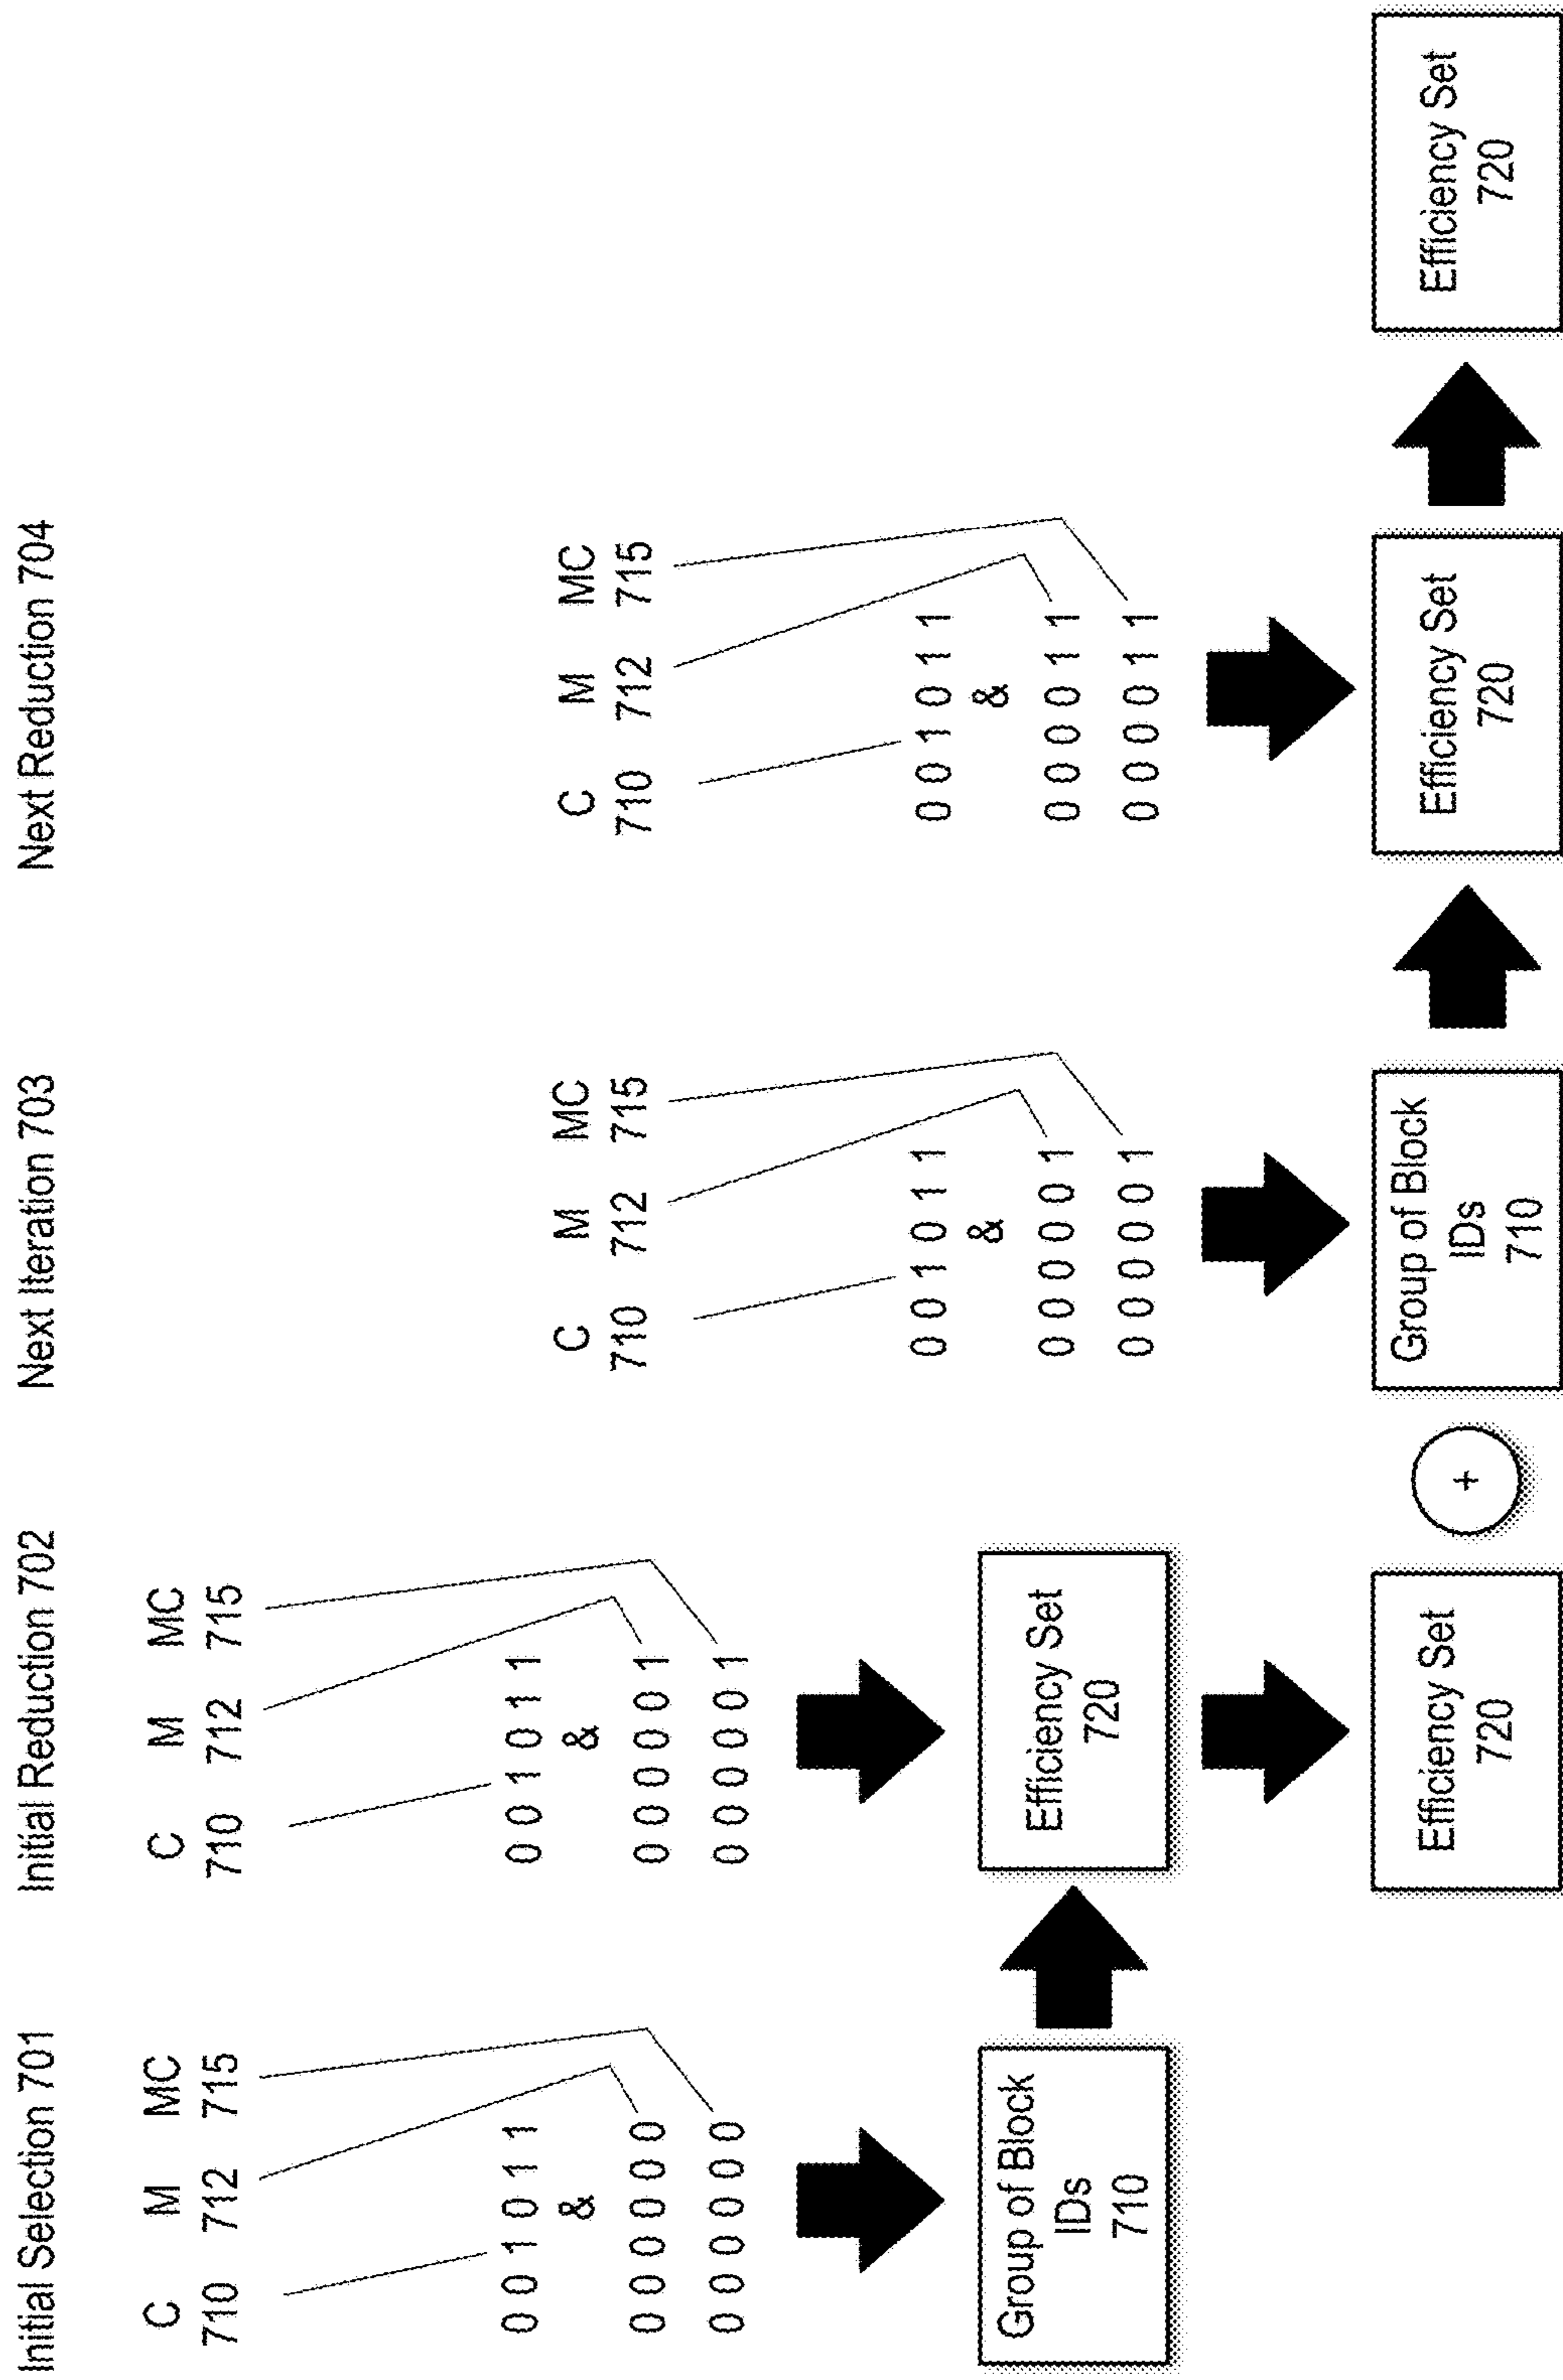 Initial Selection 701
Initial Reduction 702
Next Iteration 703
Next Reduction 704
C M MC
710 712 715
0 0 1 0 1 1
&
0 0 0 0 0 0
0 0 0 0 0 0
C M MC
710 712 715
0 0 1 0 1 1
&
0 0 0 0 0 1
0 0 0 0 0 1
C M MC
710 712 715
0 0 1 0 1 1
&
0 0 0 0 0 1
0 0 0 0 0 1
C M MC
710 712 715
0 0 1 0 1 1
&
0 0 0 0 1 1
0 0 0 0 1 1
Group of Block
IDs
710
Efficiency Set
720
Efficiency Set
720
+
Group of Block
IDs
710
Efficiency Set
720
Efficiency Set
720